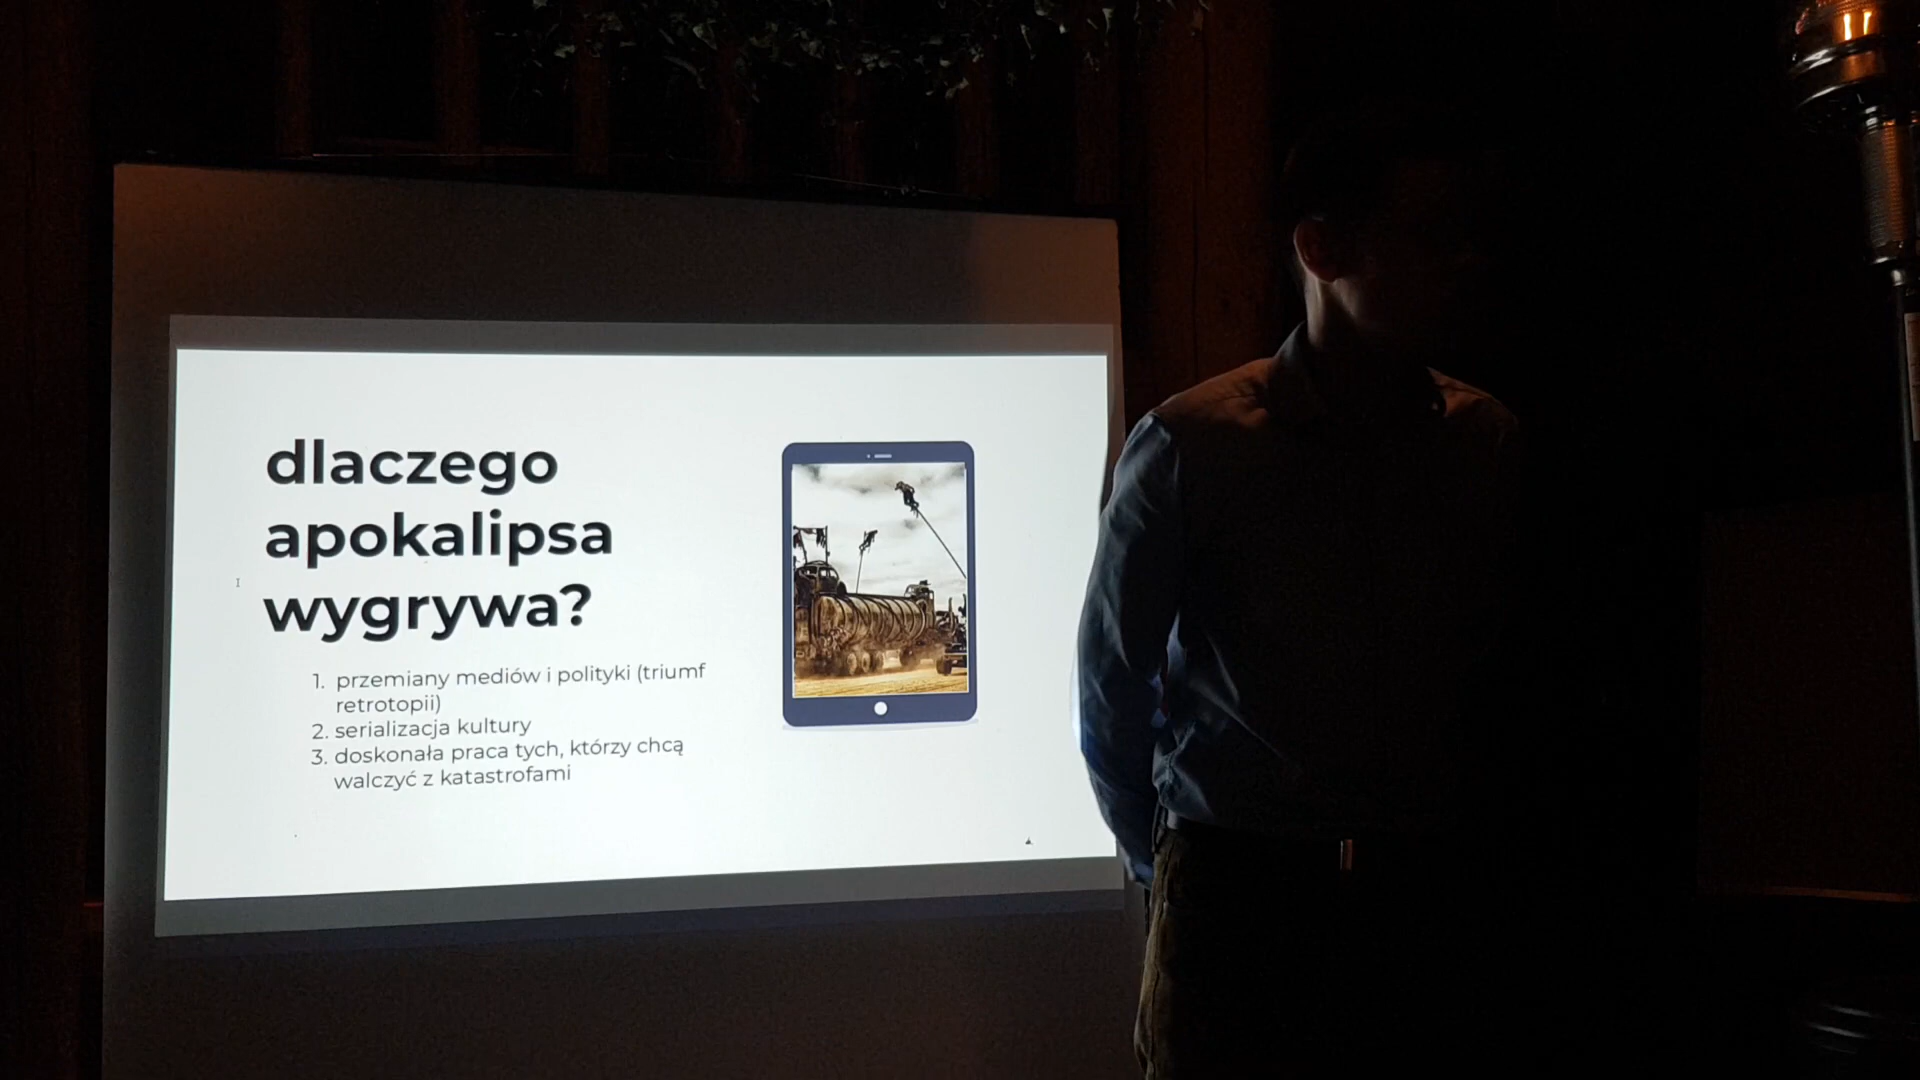 dlaczego
apokalipsa
wygrywa?
1. przemiany mediów i polityki (triumf
retrotopii)
2. serializacja kultury
3. doskonała praca tych, którzy chcą
walczyć z katastrofami